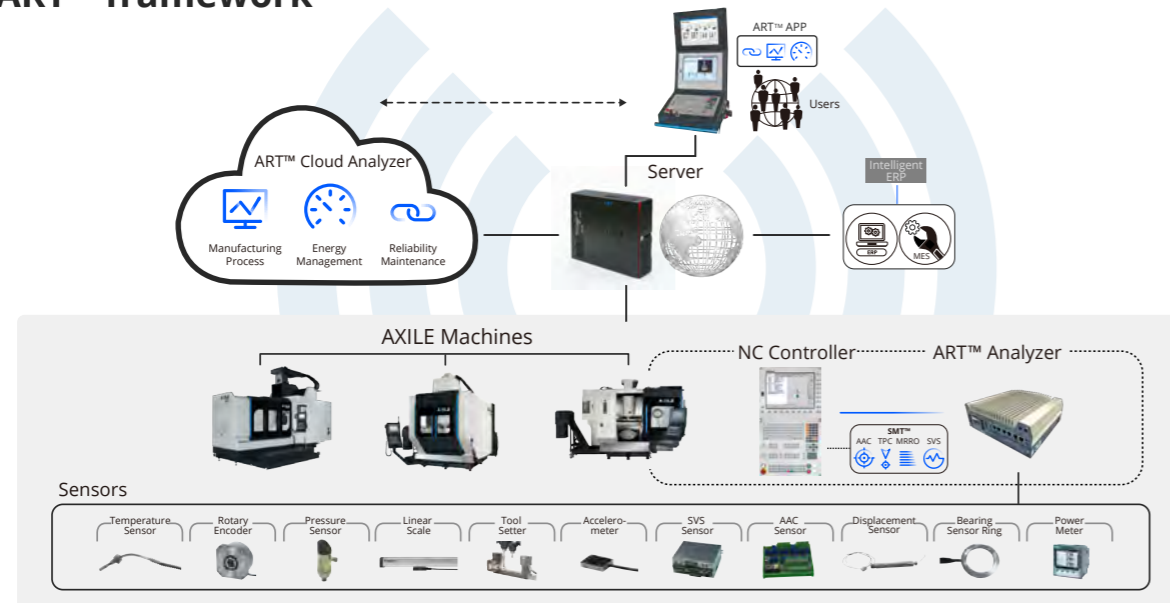 ART™ framework
ART™ APP
Users
ART™ Cloud Analyzer
Manufacturing
Process
Energy
Management
Reliability
Maintenance
Server
Intelligent
ERP
ERP
MES
AXILE Machines
NC Controller
ART™ Analyzer
SMT™
AAC TPC MRRO SVS
Sensors
Temperature
Sensor
Rotary
Encoder
Pressure
Sensor
Linear
Scale
Tool
Setter
Accelero-
meter
SVS
Sensor
AAC
Sensor
Displacement
Sensor
Bearing
Sensor Ring
Power
Meter